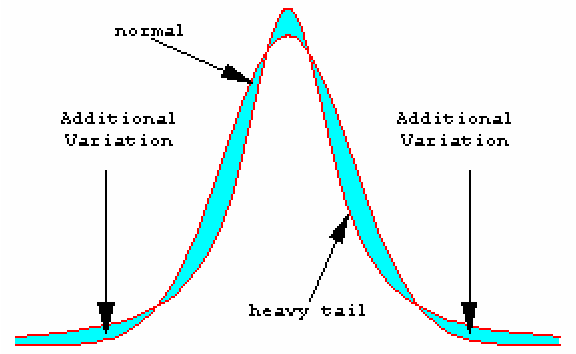 normal
Additional
Variation
Additional
Variation
heavy tail